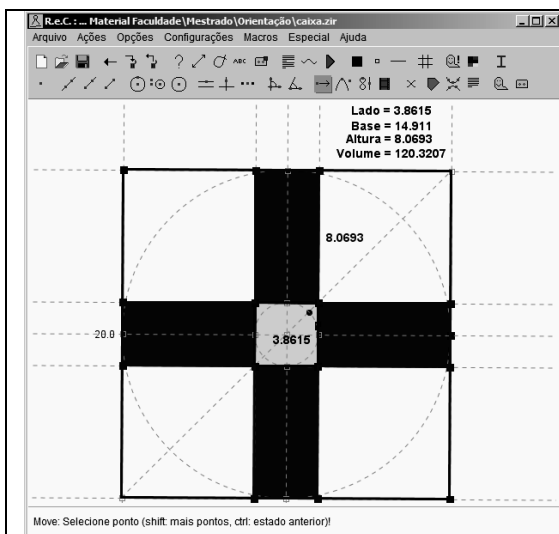 R.e.C. : ... Material Faculdade\Mestrado\Orientação\caixa.zir
Arquivo Ações Opções Configurações Macros Especial Ajuda
Lado = 3.8615
Base = 14.911
Altura = 8.0693
Volume = 120.3207
8.0693
20.0
3.8615
Move: Selecione ponto (shift: mais pontos, ctrl: estado anterior)!